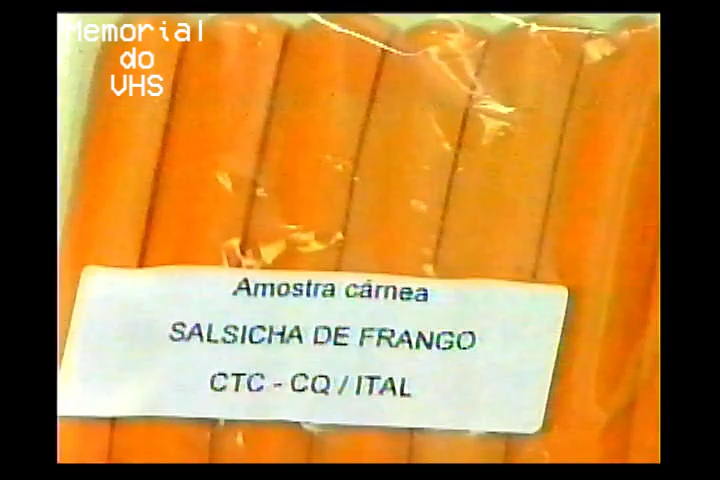 Memorial
do
VHS
Amostra cárnea
SALSICHA DE FRANGO
CTC - CQ / ITAL